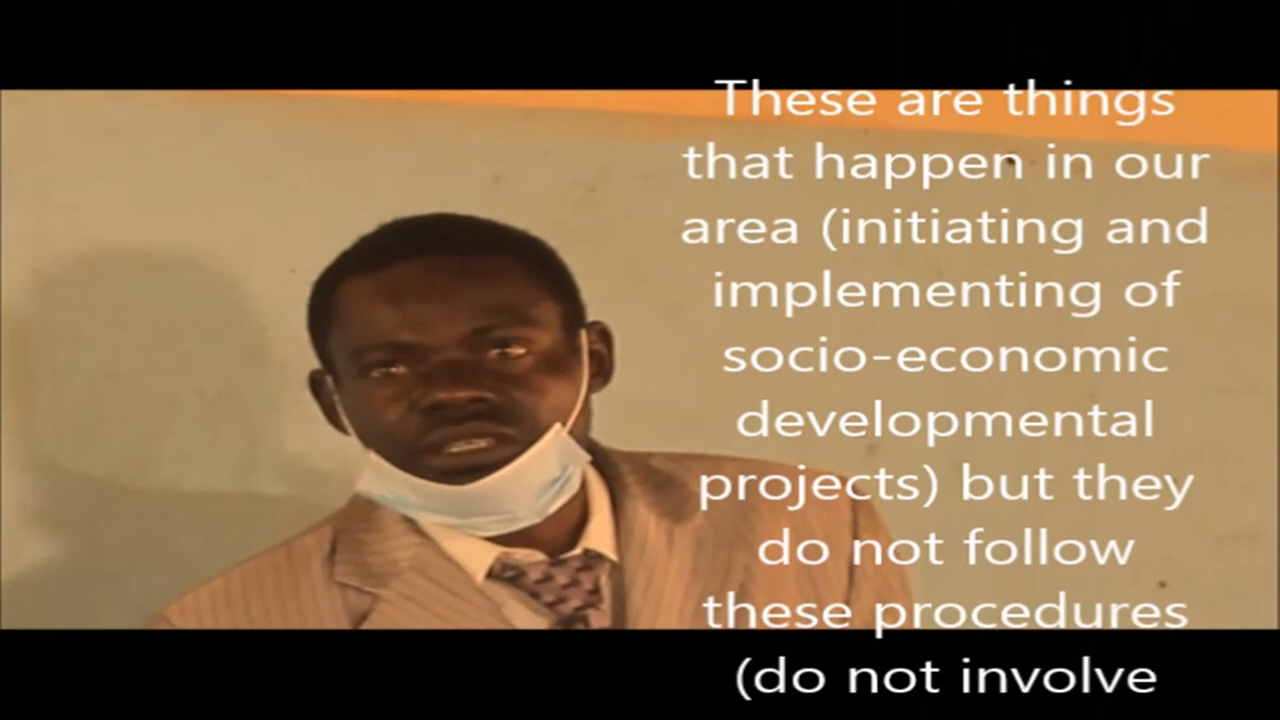 These are things
that happen in our
area (initiating and
implementing of
socio-economic
developmental
projects) but they
do not follow
these procedures
(do not involve